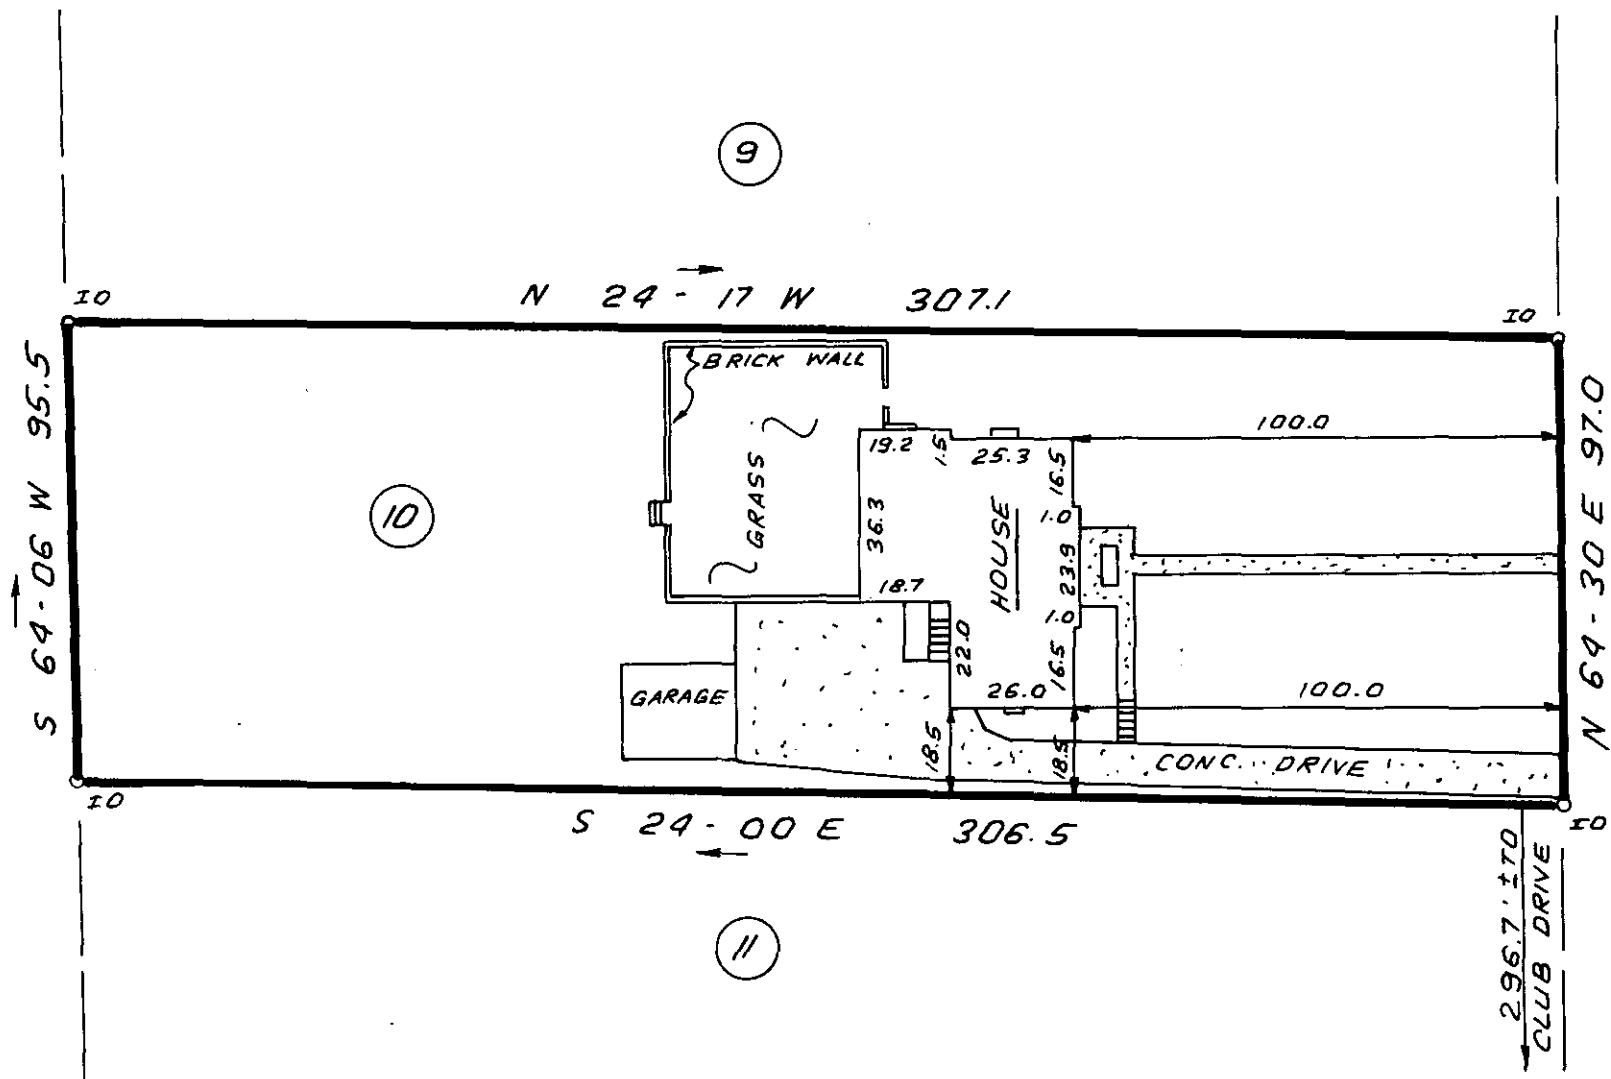 9
IO
N 24-17 W 307.1
IO
BRICK WALL
S 64-06 W 95.5
10
GRASS
19.2
1.5
25.3
100.0
16.5
1.0
36.3
HOUSE
23.9
18.7
1.0
22.0
16.5
26.0
100.0
N 64-30 E 97.0
GARAGE
18.5
18.5
CONC. DRIVE
IO
S 24-00 E 306.5
IO
11
296.7'± TO
CLUB DRIVE